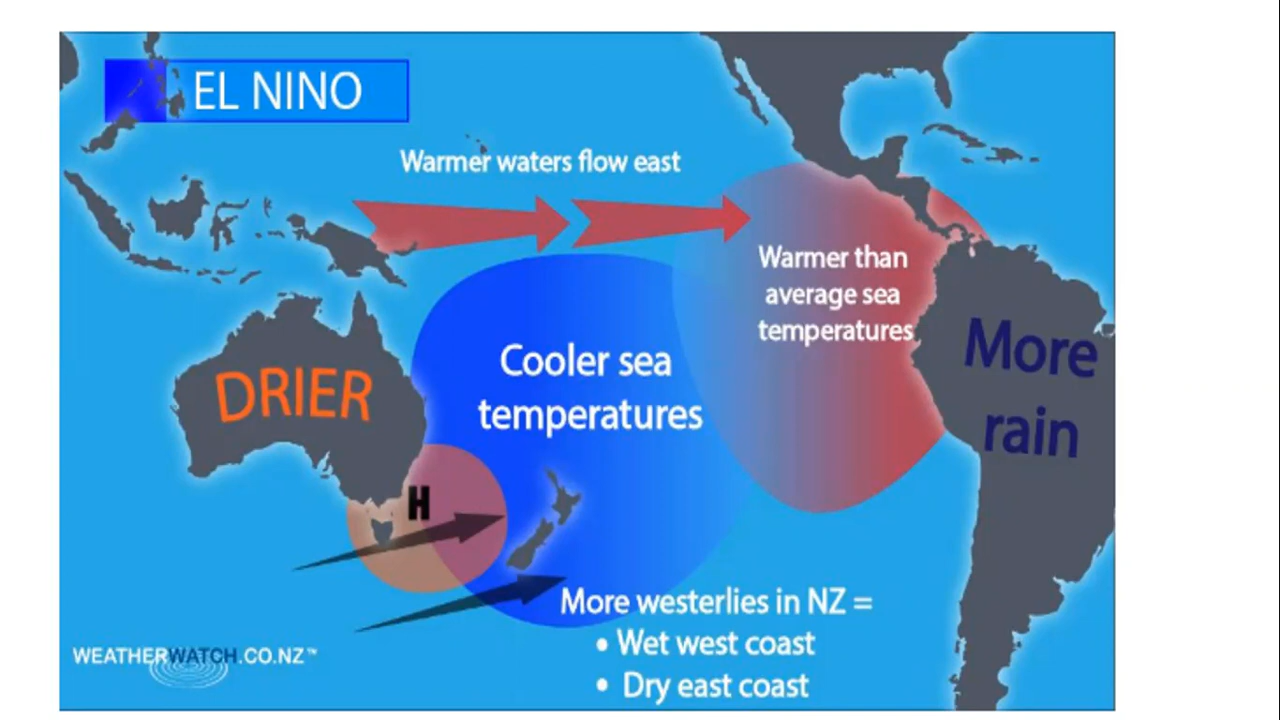 EL NINO
Warmer waters flow east
Warmer than
average sea
temperatures
Cooler sea
temperatures
DRIER
More
rain
H
More westerlies in NZ =
• Wet west coast
• Dry east coast
WEATHERWATCH.CO.NZ™